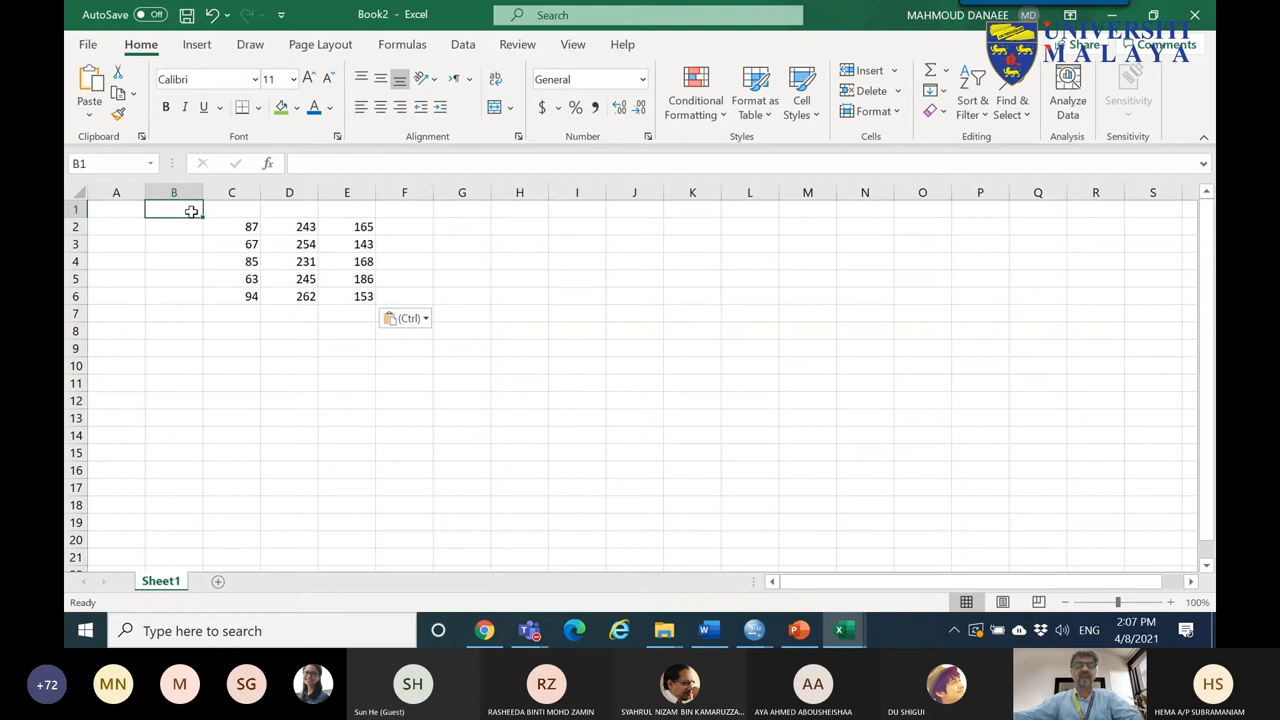 AutoSave Off Book2 - Excel Search MAHMOUD DANAEE MD
UNIVERSITI
MALAYA
File Home Insert Draw Page Layout Formulas Data Review View Help Share Comments
Paste
Calibri 11
B I U
General
$ % 9
Conditional
Formatting
Format as
Table
Cell
Styles
Insert
Delete
Format
Sort &
Filter
Find &
Select
Analyze
Data
Sensitivity
Clipboard Font Alignment Number Styles Cells Editing Analysis Sensitivity
B1 fx
A B C D E F G H I J K L M N O P Q R S
1
2 87 243 165
3 67 254 143
4 85 231 168
5 63 245 186
6 94 262 153
7 (Ctrl)
8
9
10
11
12
13
14
15
16
17
18
19
20
21
Sheet1
Ready 100%
Type here to search ENG 2:07 PM
4/8/2021
+72 MN M SG SH RZ AA HS
Sun He (Guest) RASHEEDA BINTI MOHD ZAMIN SYAHRUL NIZAM BIN KAMARUZZA... AYA AHMED ABOUSHEISHAA DU SHIGUI HEMA A/P SUBRAMANIAM